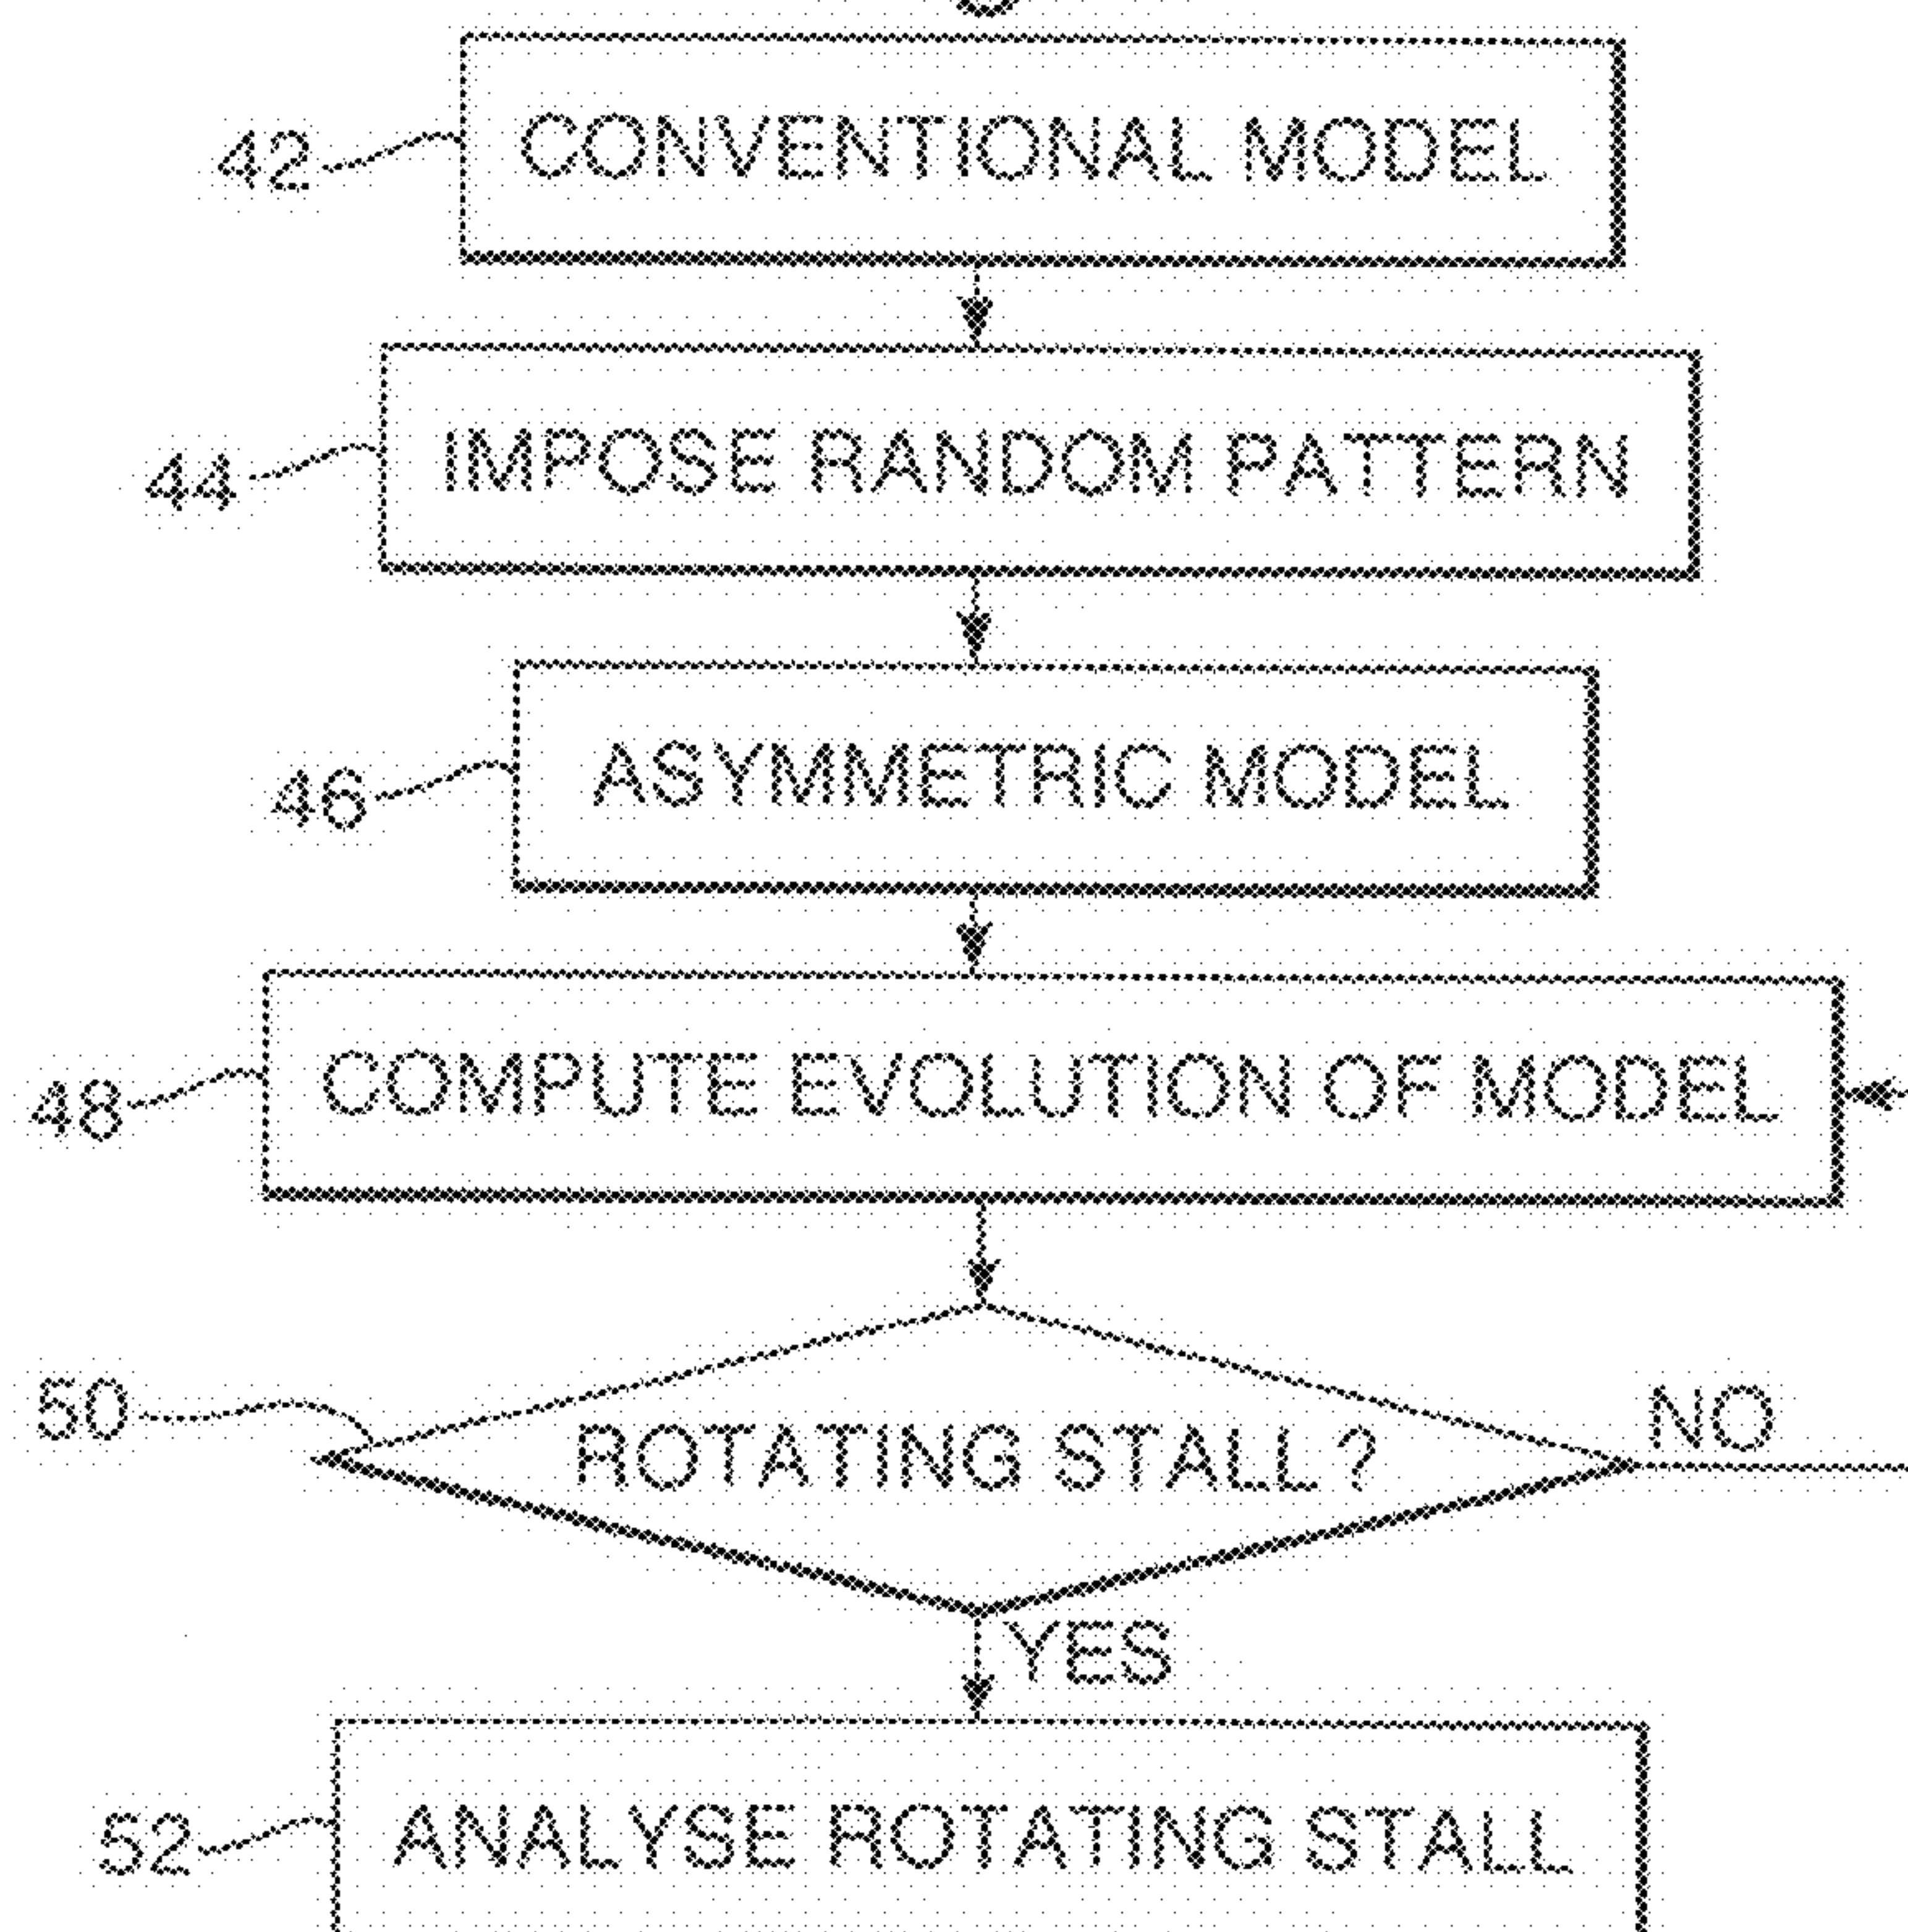 42 CONVENTIONAL MODEL
44 IMPOSE RANDOM PATTERN
46 ASYMMETRIC MODEL
48 COMPUTE EVOLUTION OF MODEL
50 ROTATING STALL ? NO
YES
52 ANALYSE ROTATING STALL